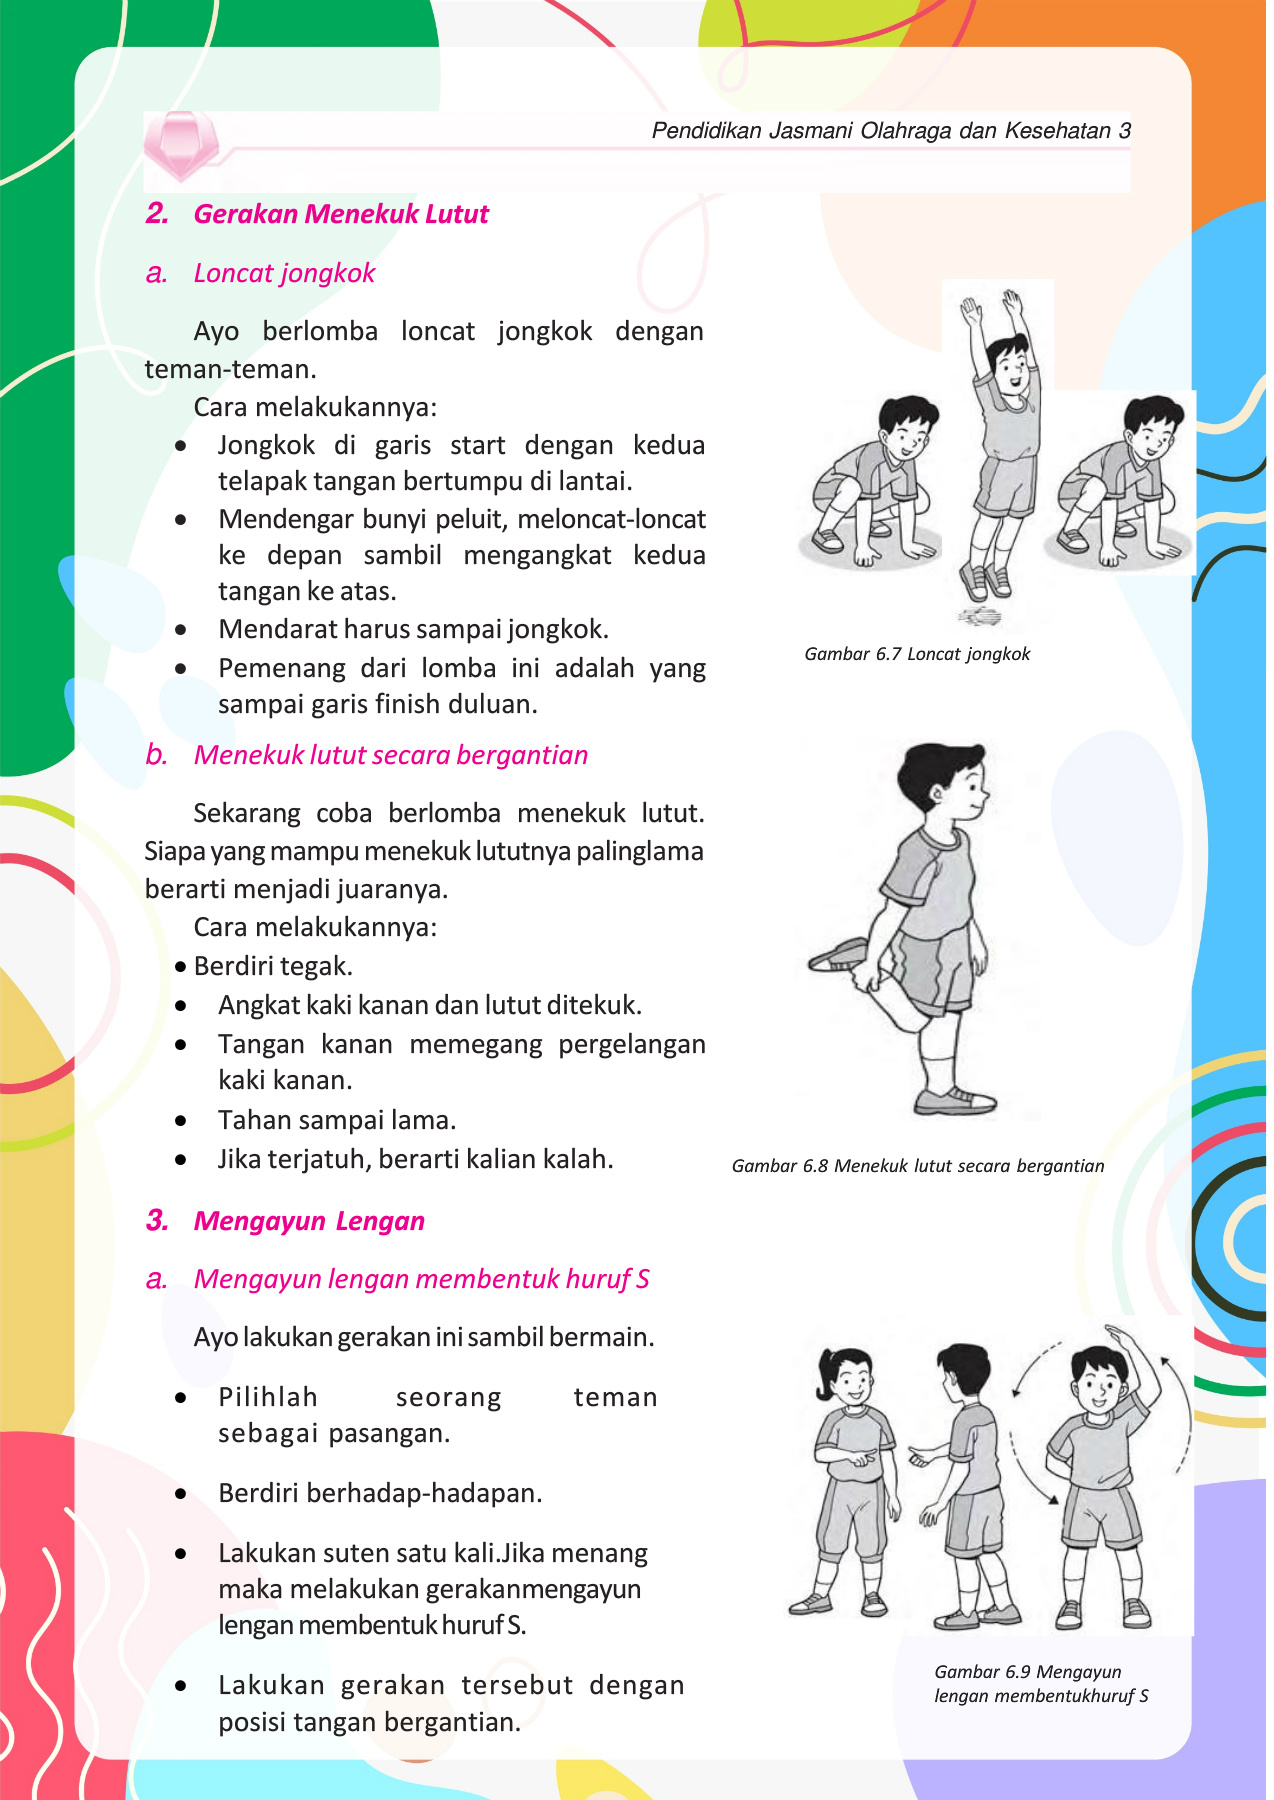 Pendidikan Jasmani Olahraga dan Kesehatan 3
2. Gerakan Menekuk Lutut
a. Loncat jongkok
Ayo berlomba loncat jongkok dengan
teman-teman.
Cara melakukannya:
• Jongkok di garis start dengan kedua
telapak tangan bertumpu di lantai.
• Mendengar bunyi peluit, meloncat-loncat
ke depan sambil mengangkat kedua
tangan ke atas.
• Mendarat harus sampai jongkok.
• Pemenang dari lomba ini adalah yang
sampai garis finish duluan.
Gambar 6.7 Loncat jongkok
b. Menekuk lutut secara bergantian
Sekarang coba berlomba menekuk lutut.
Siapa yang mampu menekuk lututnya palinglama
berarti menjadi juaranya.
Cara melakukannya:
• Berdiri tegak.
• Angkat kaki kanan dan lutut ditekuk.
• Tangan kanan memegang pergelangan
kaki kanan.
• Tahan sampai lama.
• Jika terjatuh, berarti kalian kalah.
Gambar 6.8 Menekuk lutut secara bergantian
3. Mengayun Lengan
a. Mengayun lengan membentuk huruf S
Ayo lakukan gerakan ini sambil bermain.
• Pilihlah seorang teman
sebagai pasangan.
• Berdiri berhadap-hadapan.
• Lakukan suten satu kali.Jika menang
maka melakukan gerakanmengayun
lengan membentuk huruf S.
• Lakukan gerakan tersebut dengan
posisi tangan bergantian.
Gambar 6.9 Mengayun
lengan membentukhuruf S